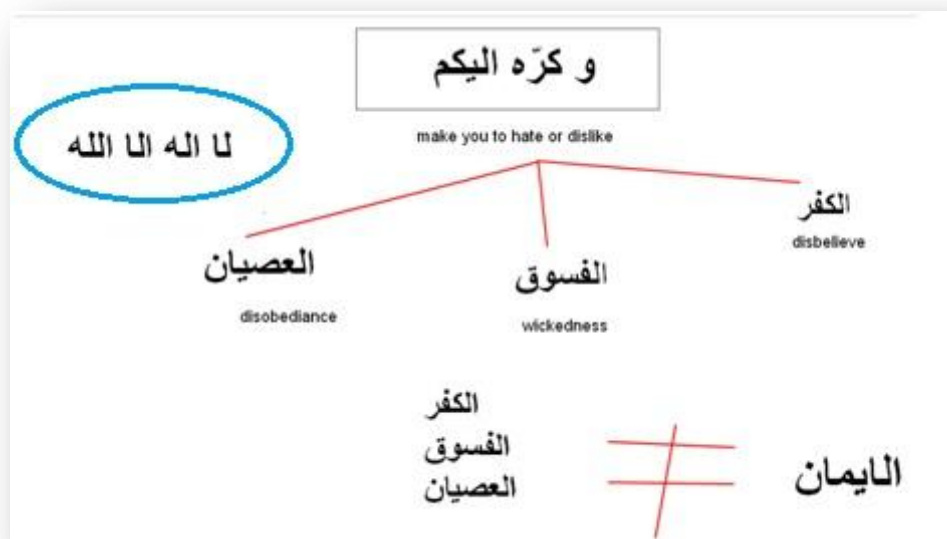 و كرّه اليكم
make you to hate or dislike
لا اله الا الله
الكفر
disbelieve
الفسوق
wickedness
العصيان
disobediance
الكفر
الفسوق
العصيان
الايمان